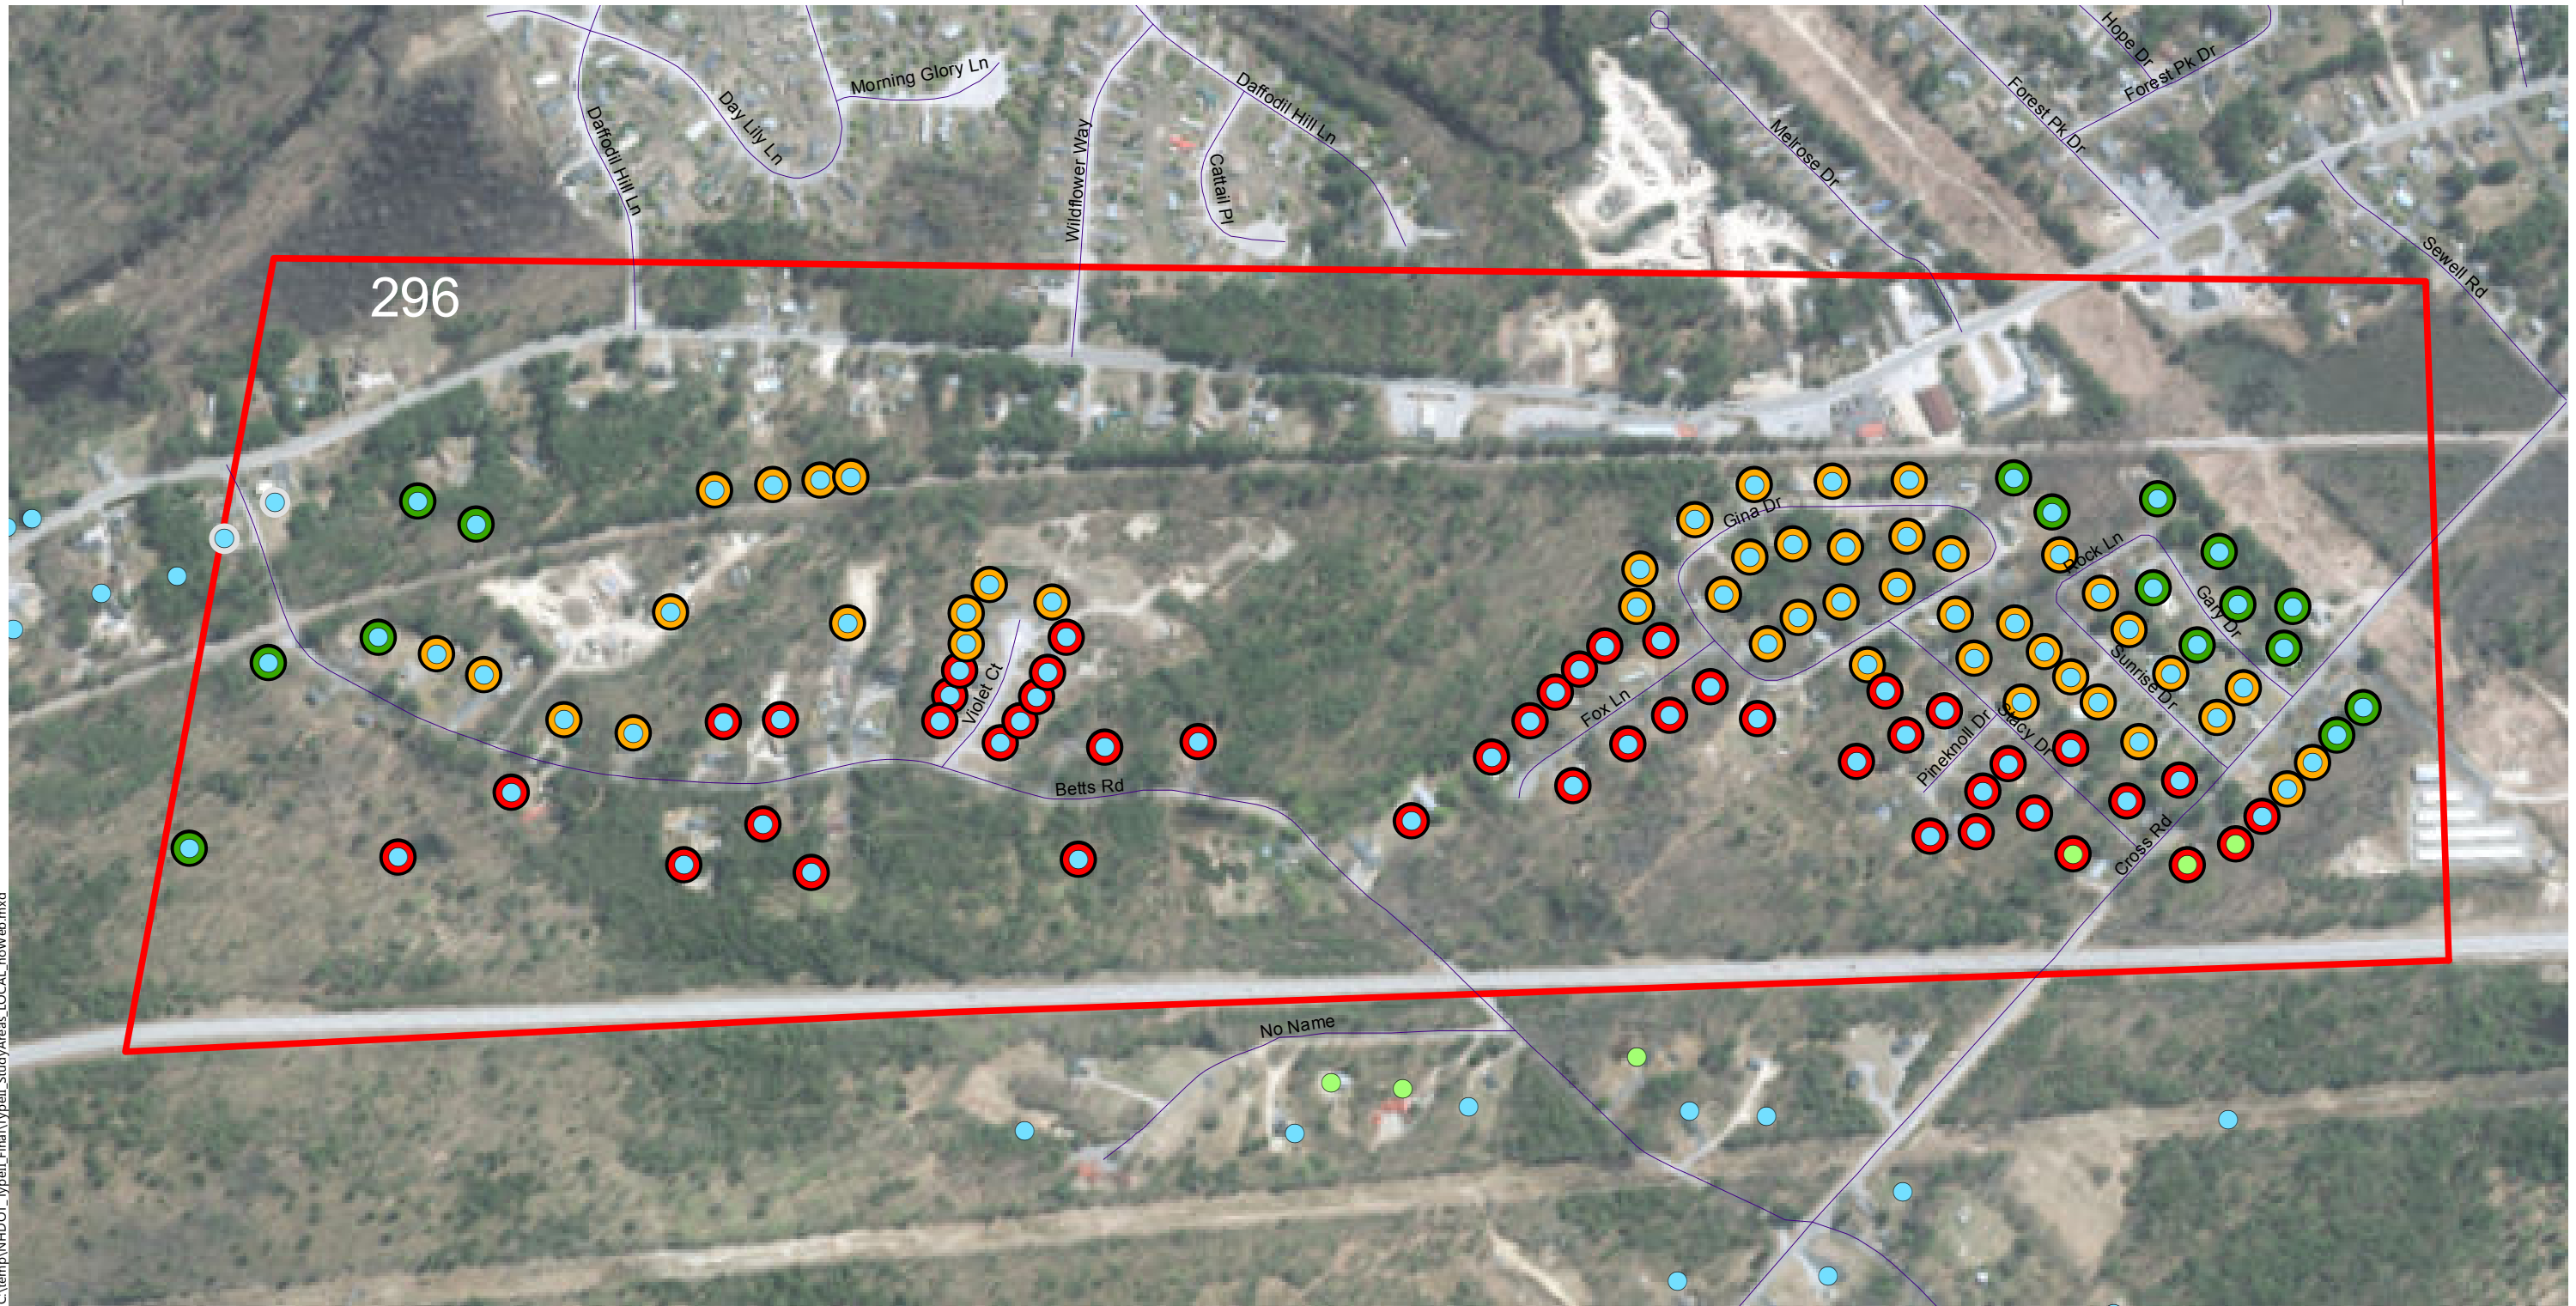 Hope Dr
Forest Pk Dr
Morning Glory Ln
Daffodil Hill Ln
Forest Pk Dr
Day Lily Ln
Daffodil Hill Ln
Wildflower Way
Melrose Dr
Cattail Pl
Sewell Rd
296
Gina Dr
Rock Ln
Gary Dr
Sunrise Dr
Violet Ct
Fox Ln
Stacy Dr
Pineknoll Dr
Betts Rd
Cross Rd
No Name